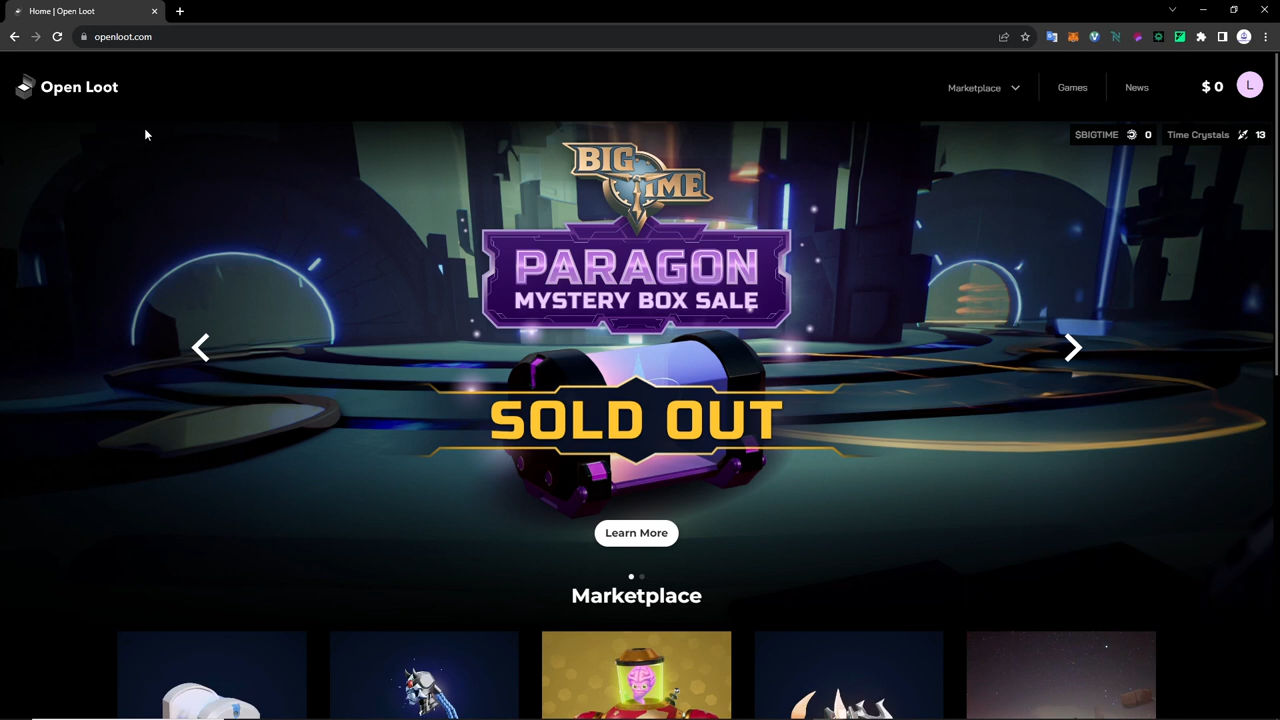 Home | Open Loot
openloot.com
Open Loot
Marketplace
Games
News
$ 0
L
$BIGTIME 0
Time Crystals 13
BIG
TIME
PARAGON
MYSTERY BOX SALE
SOLD OUT
Learn More
Marketplace